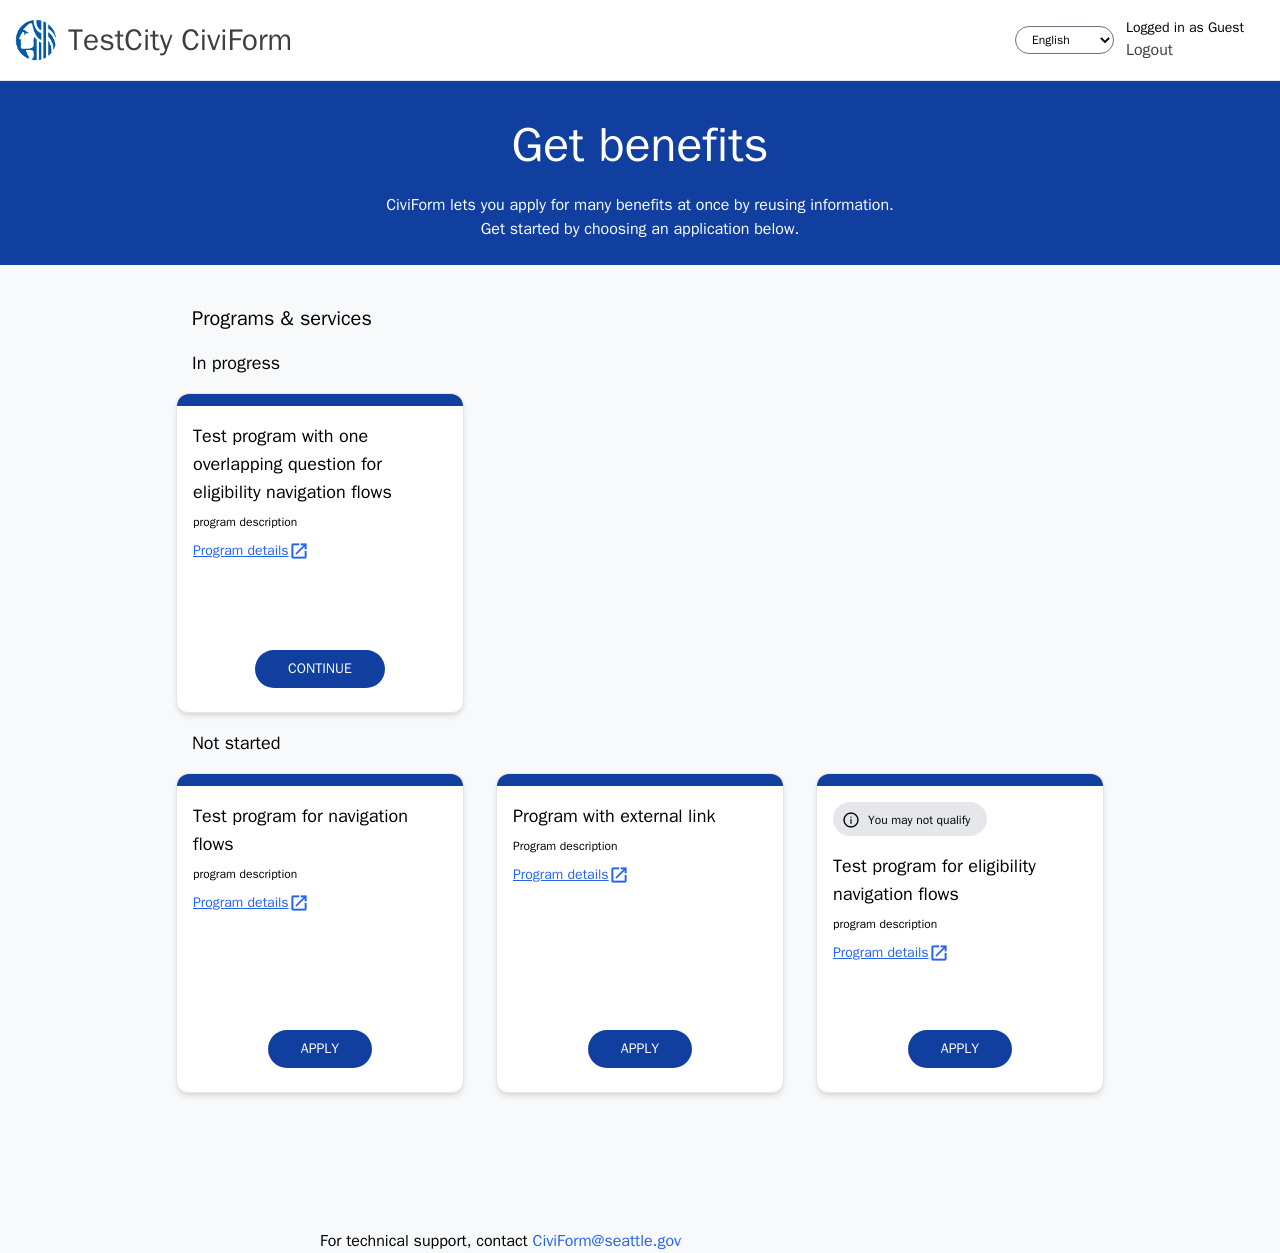 TestCity CiviForm
English
Logged in as Guest
Logout
Get benefits
CiviForm lets you apply for many benefits at once by reusing information.
Get started by choosing an application below.
Programs & services
In progress
Test program with one
overlapping question for
eligibility navigation flows
program description
Program details
CONTINUE
Not started
Test program for navigation
flows
program description
Program details
APPLY
Program with external link
Program description
Program details
APPLY
You may not qualify
Test program for eligibility
navigation flows
program description
Program details
APPLY
For technical support, contact CiviForm@seattle.gov